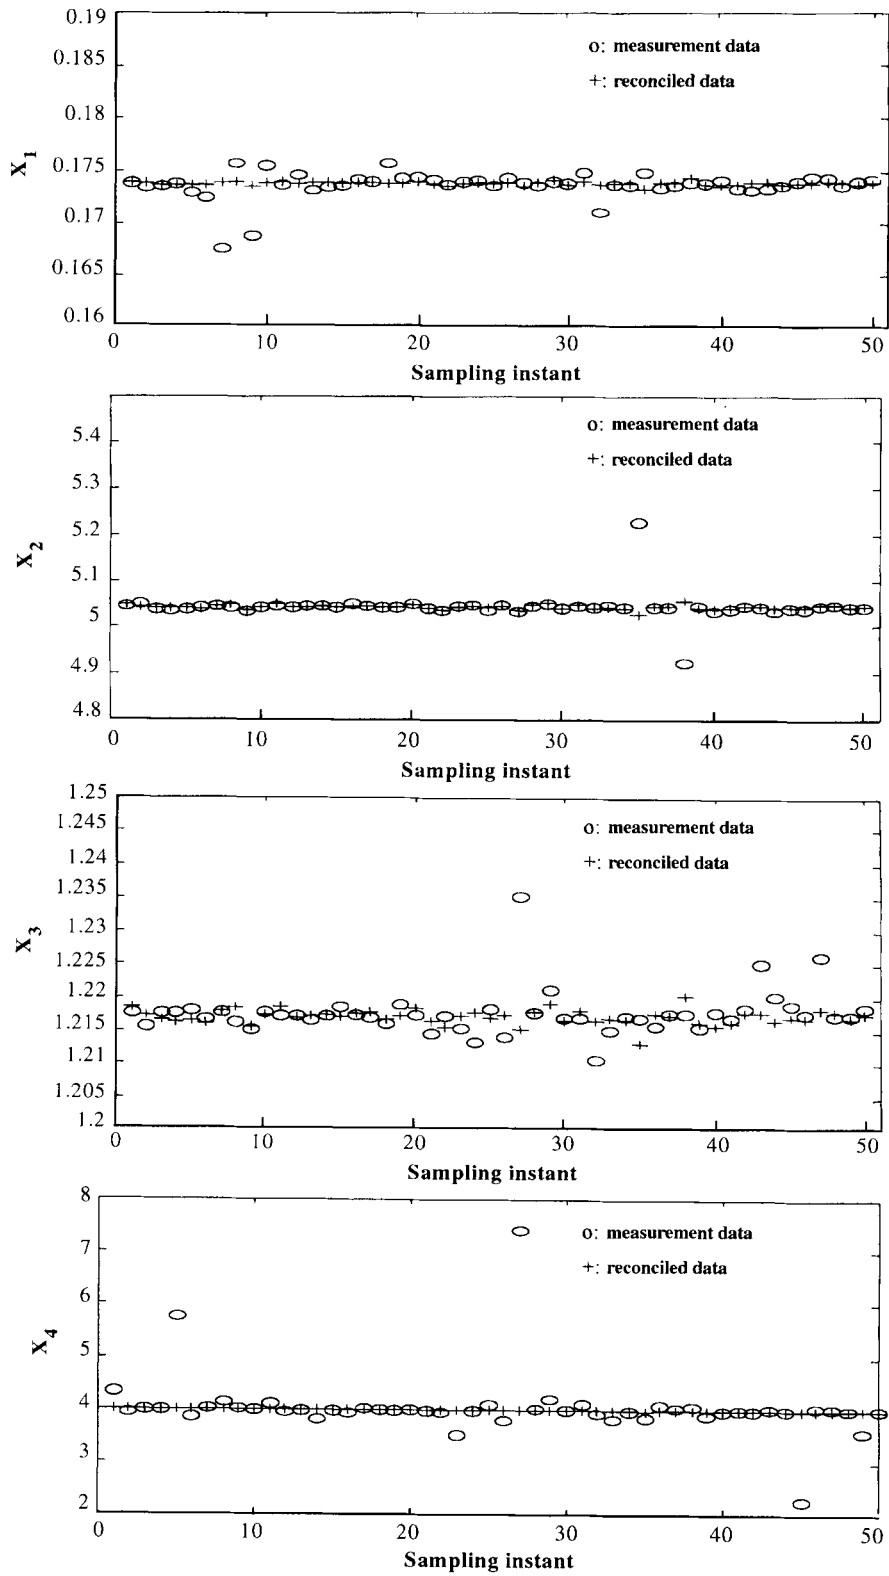 0.19
o: measurement data
0.185
+: reconciled data
0.18
X1
0.175
0.17
0.165
0.16
0 10 20 30 40 50
Sampling instant
o: measurement data
5.4
+: reconciled data
5.3
5.2
X2
5.1
5
4.9
4.8
0 10 20 30 40 50
Sampling instant
1.25
1.245
o: measurement data
1.24
+: reconciled data
1.235
1.23
X3
1.225
1.22
1.215
1.21
1.205
1.2
0 10 20 30 40 50
Sampling instant
8
o: measurement data
7
+: reconciled data
6
X4
5
4
3
2
0 10 20 30 40 50
Sampling instant